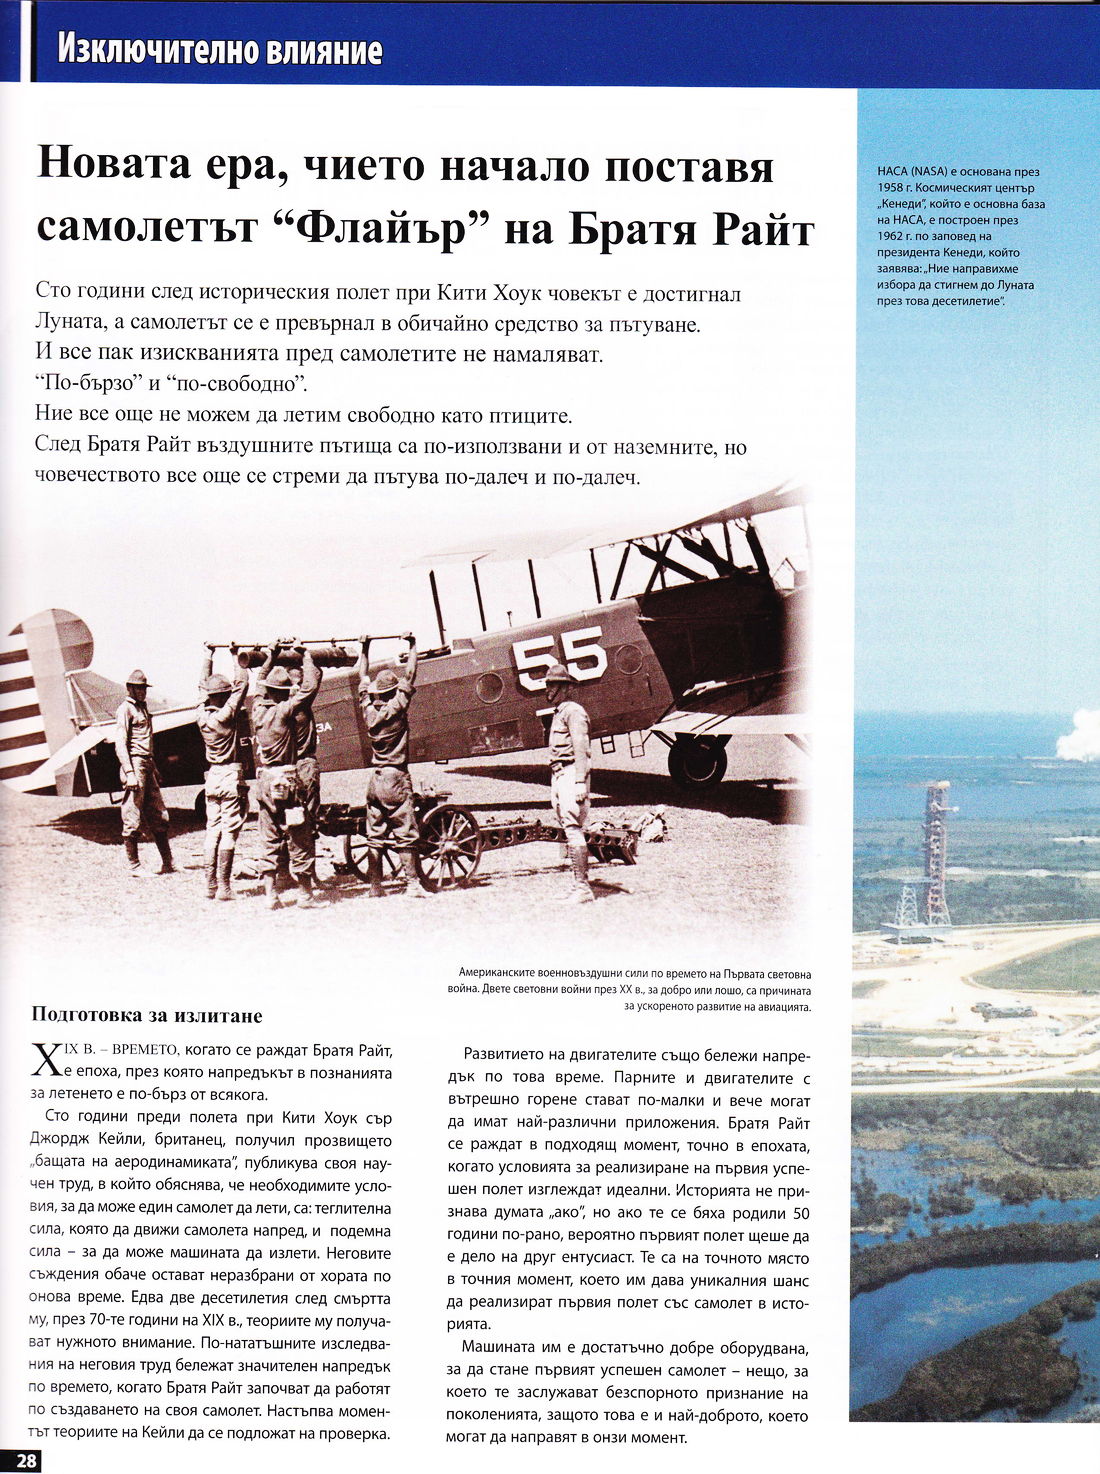 Изключително влияние
Новата ера, чието начало поставя
самолетът “Флайър” на Братя Райт
Сто години след историческия полет при Кити Хоук човекът е достигнал
Луната, а самолетът се е превърнал в обичайно средство за пътуване.
И все пак изискванията пред самолетите не намаляват.
“По-бързо” и “по-свободно”.
Ние все още не можем да летим свободно като птиците.
След Братя Райт въздушните пътища са по-използвани и от наземните, но
човечеството все още се стреми да пътува по-далеч и по-далеч.
НАСА (NASA) е основана през
1958 г. Космическият център
„Кенеди“, който е основна база
на НАСА, е построен през
1962 г. по заповед на
президента Кенеди, който
заявява: „Ние направихме
избора да стигнем до Луната
през това десетилетие“.
55
Американските военновъздушни сили по времето на Първата световна
война. Двете световни войни през XX в., за добро или лошо, са причината
за ускореното развитие на авиацията.
Подготовка за излитане
XIX В. – ВРЕМЕТО, когато се раждат Братя Райт,
е епоха, през която напредъкът в познанията
за летенето е по-бърз от всякога.
Сто години преди полета при Кити Хоук сър
Джордж Кейли, британец, получил прозвището
„бащата на аеродинамиката“, публикува своя нау-
чен труд, в който обяснява, че необходимите усло-
вия, за да може един самолет да лети, са: теглителна
сила, която да движи самолета напред, и подемна
сила – за да може машината да излети. Неговите
съждения обаче остават неразбрани от хората по
онова време. Едва две десетилетия след смъртта
му, през 70-те години на XIX в., теориите му получа-
ват нужното внимание. По-нататъшните изследва-
ния на неговия труд бележат значителен напредък
по времето, когато Братя Райт започват да работят
по създаването на своя самолет. Настъпва момен-
тът теориите на Кейли да се подложат на проверка.
Развитието на двигателите също бележи напре-
дък по това време. Парните и двигателите с
вътрешно горене стават по-малки и вече могат
да имат най-различни приложения. Братя Райт
се раждат в подходящ момент, точно в епохата,
когато условията за реализиране на първия успе-
шен полет изглеждат идеални. Историята не при-
знава думата „ако“, но ако те се бяха родили 50
години по-рано, вероятно първият полет щеше да
е дело на друг ентусиаст. Те са на точното място
в точния момент, което им дава уникалния шанс
да реализират първия полет със самолет в исто-
рията.
Машината им е достатъчно добре оборудвана,
за да стане първият успешен самолет – нещо, за
което те заслужават безспорното признание на
поколенията, защото това е и най-доброто, което
могат да направят в онзи момент.
28